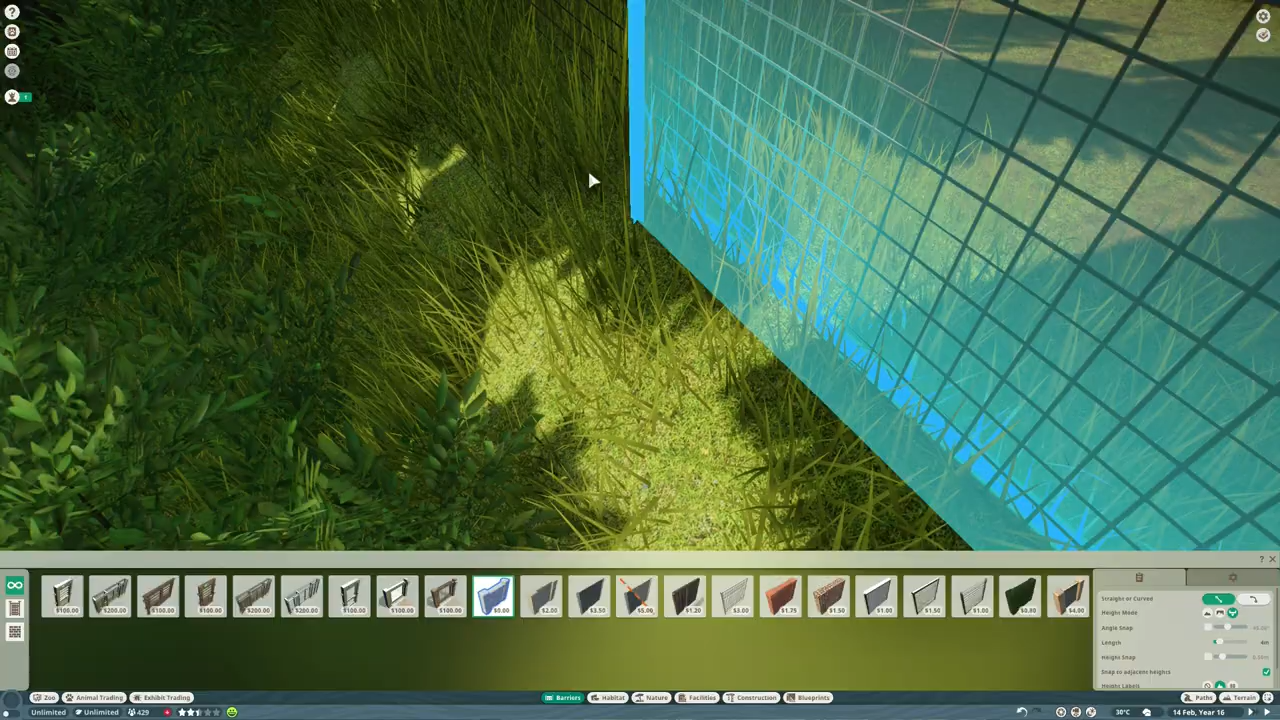 $100.00 $200.00 $100.00 $100.00 $200.00 $200.00 $100.00 $100.00 $100.00 $0.00 $2.00 $3.50 $5.00 $1.20 $3.00 $1.75 $1.50 $1.00 $1.50 $1.00 $0.80 $4.00
Straight or Curved
Height Mode
Angle Snap
Length 4m
Height Snap
Snap to adjacent heights
Heights Labels
Zoo Animal Trading Exhibit Trading Barriers Habitat Nature Facilities Construction Blueprints Paths Terrain
Unlimited Unlimited 429 30°C 14 Feb, Year 16